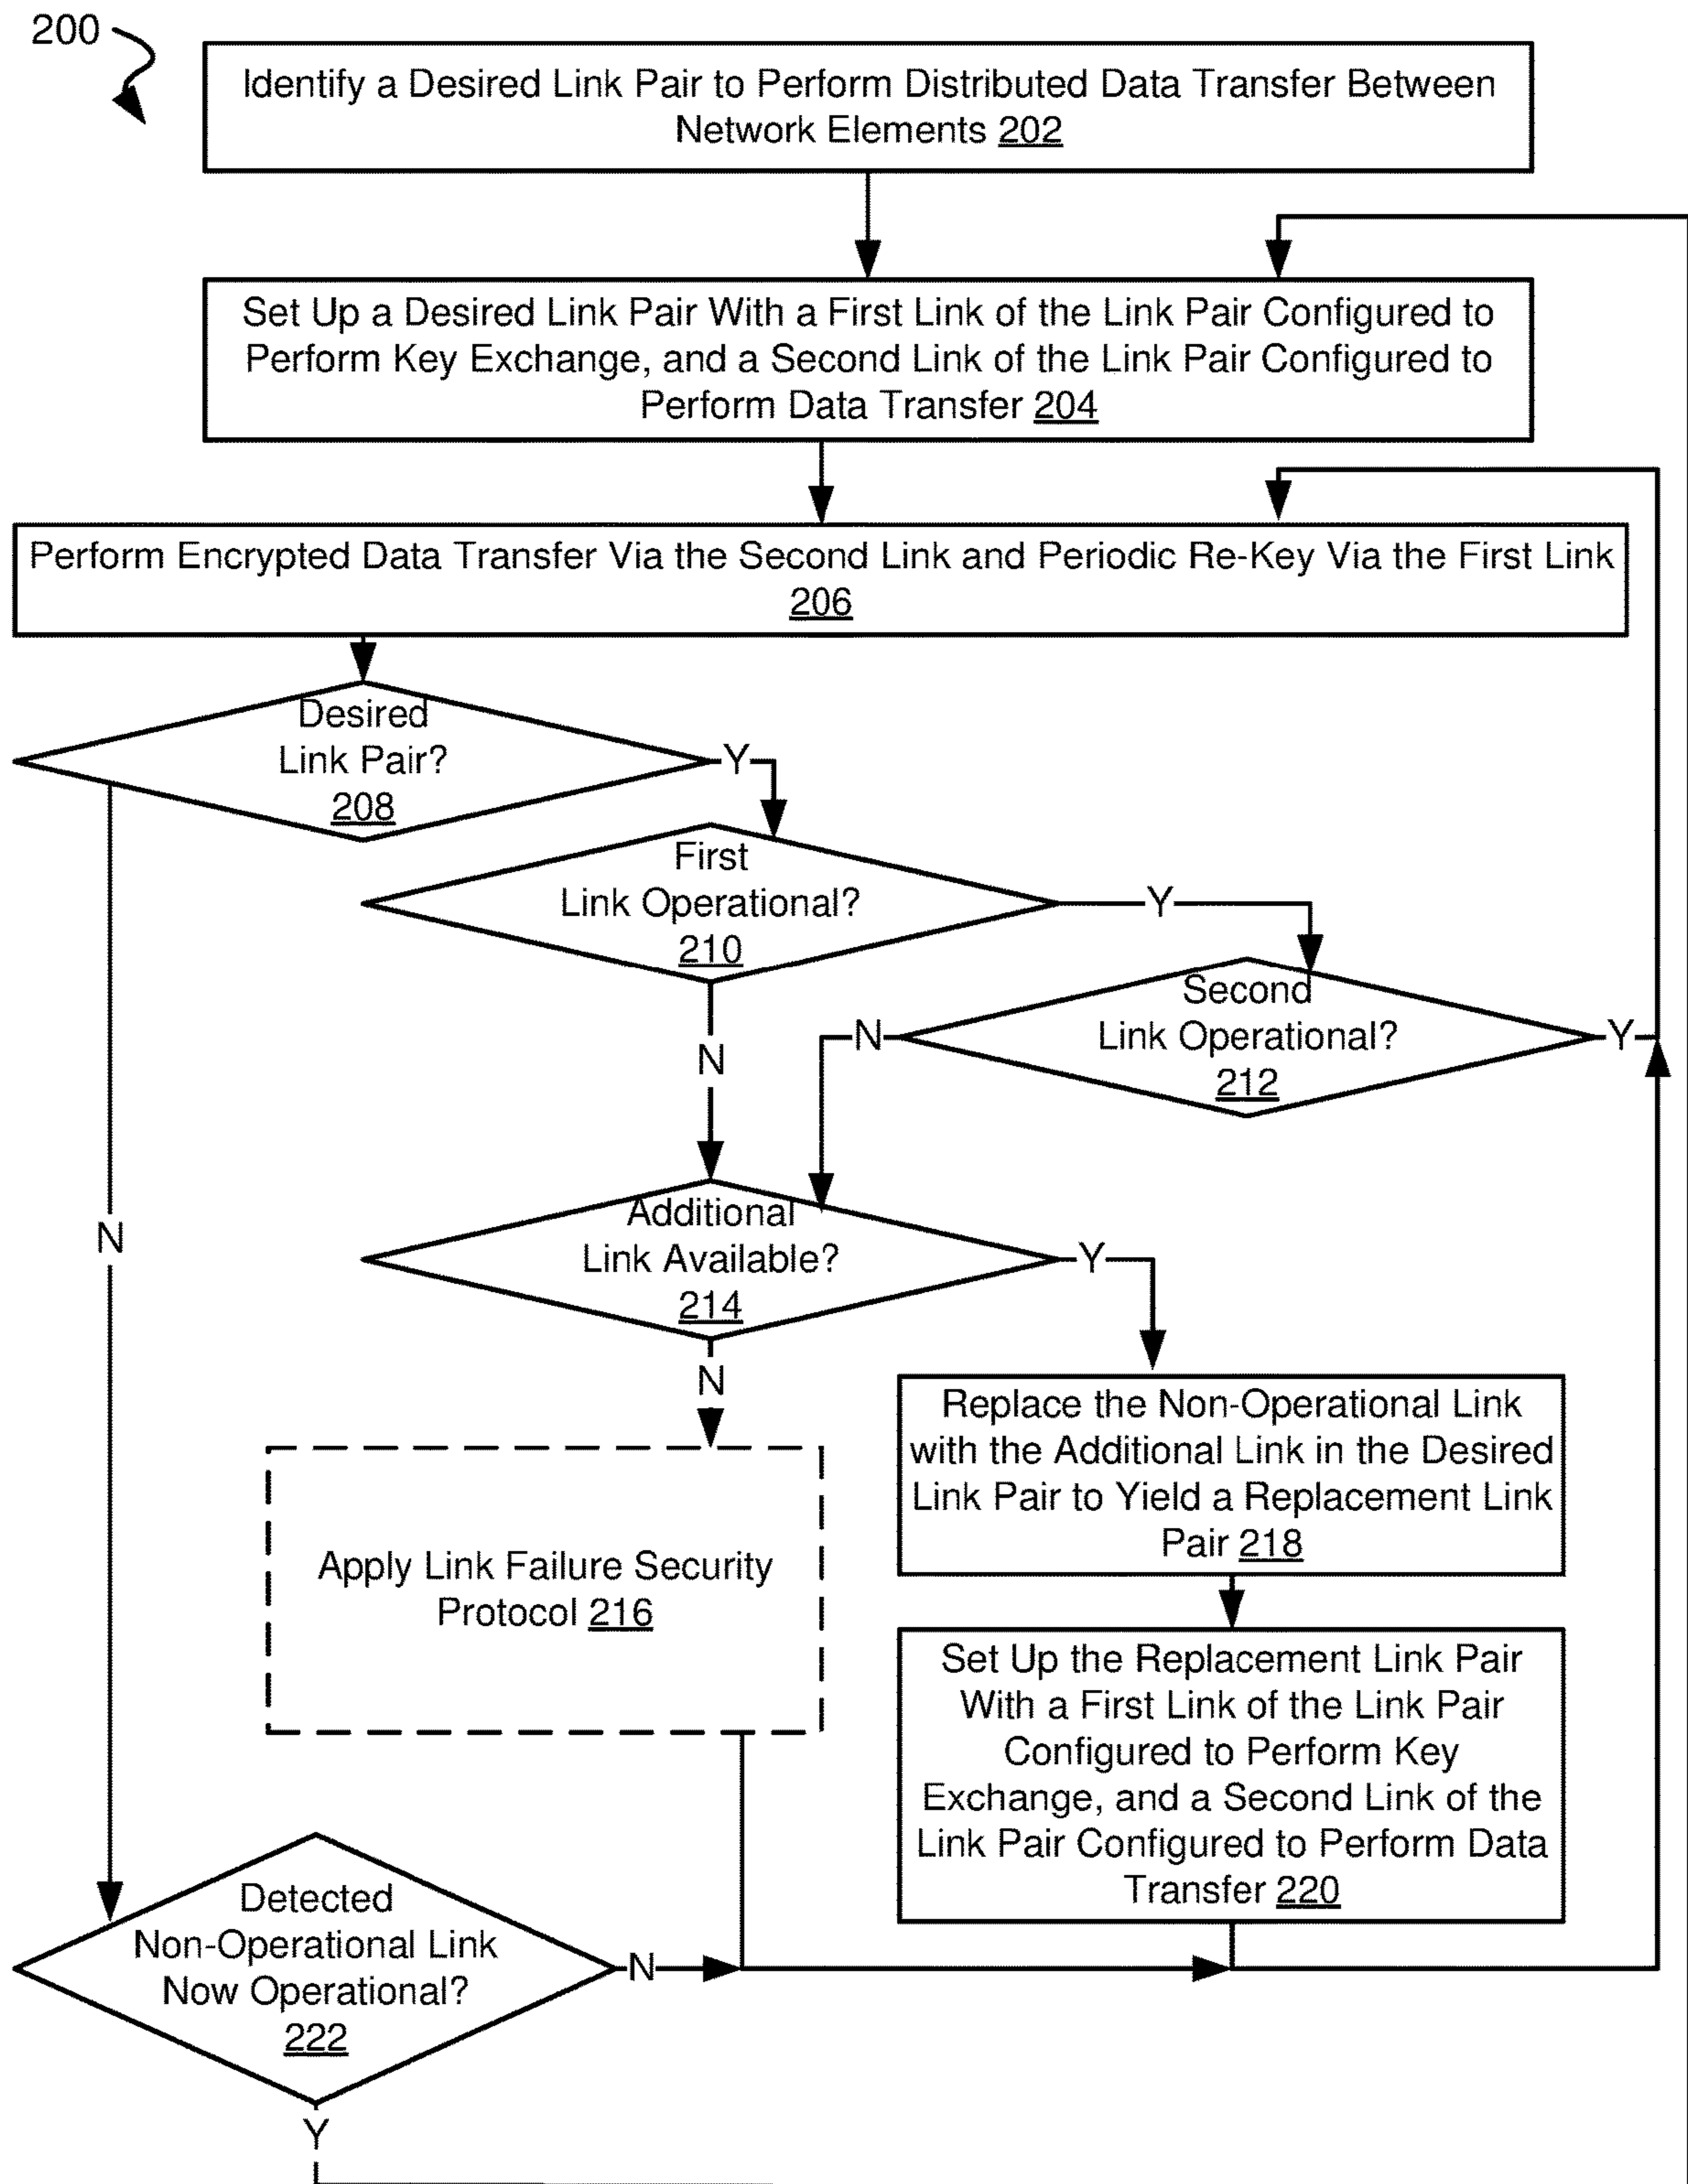 200
Identify a Desired Link Pair to Perform Distributed Data Transfer Between
Network Elements 202
Set Up a Desired Link Pair With a First Link of the Link Pair Configured to
Perform Key Exchange, and a Second Link of the Link Pair Configured to
Perform Data Transfer 204
Perform Encrypted Data Transfer Via the Second Link and Periodic Re-Key Via the First Link
206
Desired
Link Pair?
208
Y
First
Link Operational?
210
Y
N
Second
Link Operational?
212
N
Y
N
Additional
Link Available?
214
Y
N
Replace the Non-Operational Link
with the Additional Link in the Desired
Link Pair to Yield a Replacement Link
Pair 218
Apply Link Failure Security
Protocol 216
Set Up the Replacement Link Pair
With a First Link of the Link Pair
Configured to Perform Key
Exchange, and a Second Link of the
Link Pair Configured to Perform Data
Transfer 220
Detected
Non-Operational Link
Now Operational?
222
N
Y